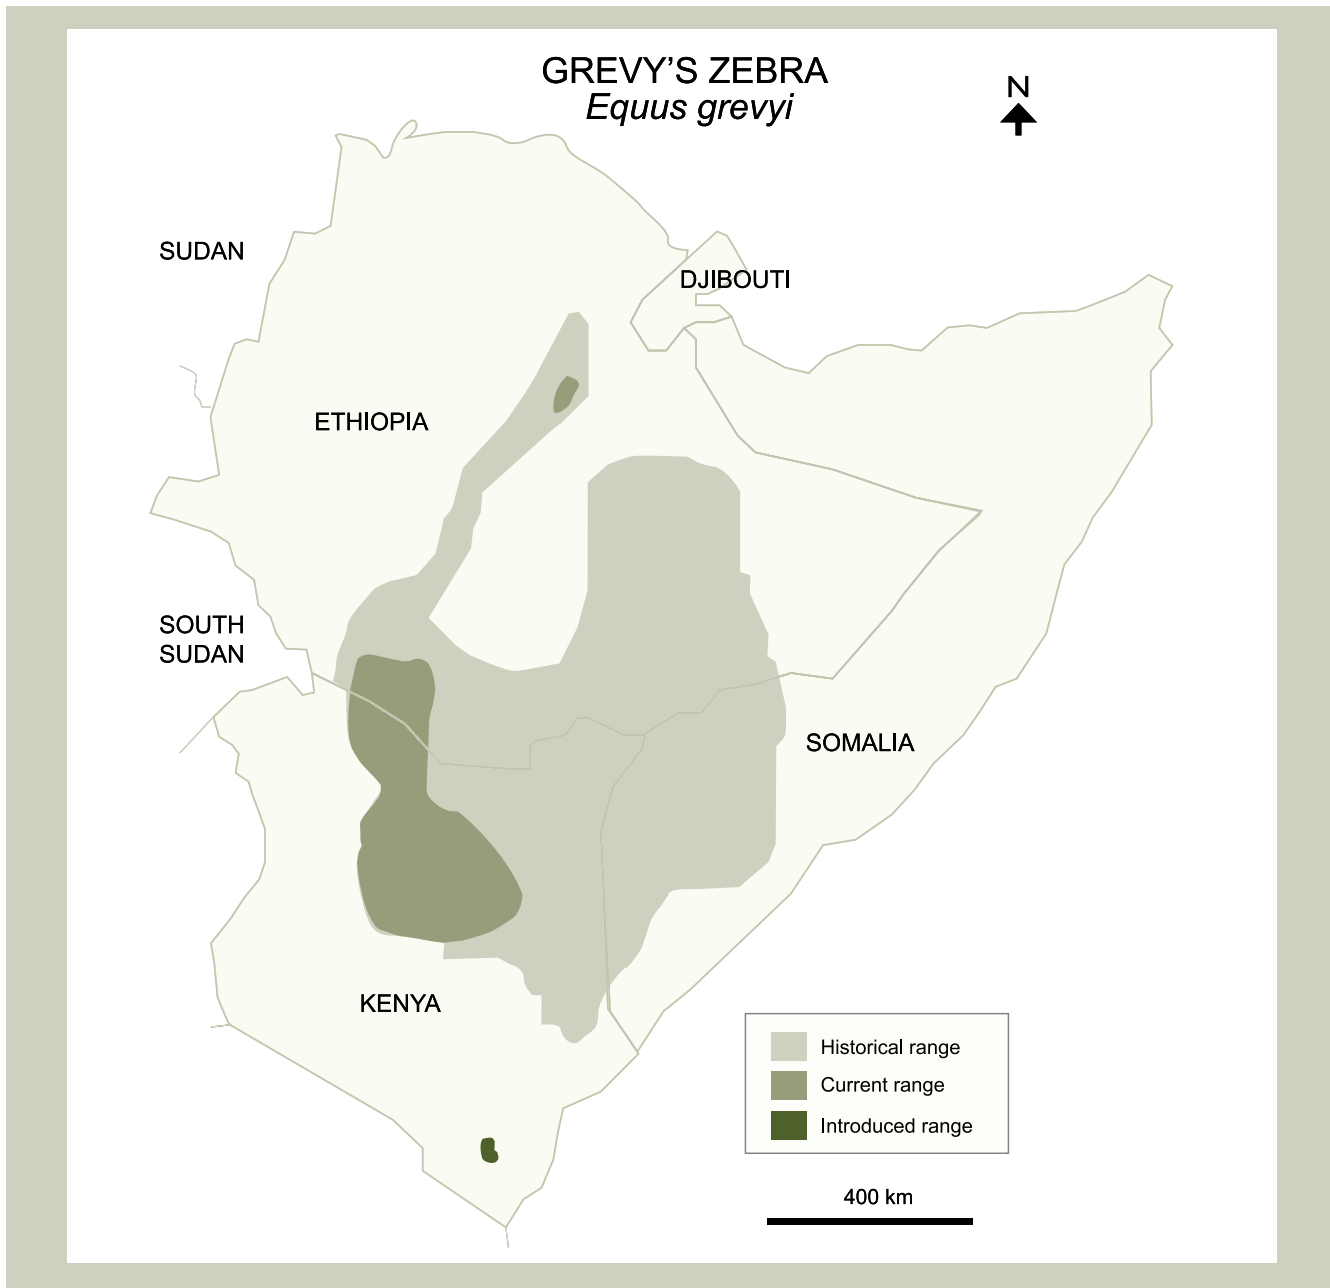 GREVY’S ZEBRA
Equus grevyi
N
SUDAN
DJIBOUTI
ETHIOPIA
SOUTH
SUDAN
SOMALIA
KENYA
Historical range
Current range
Introduced range
400 km